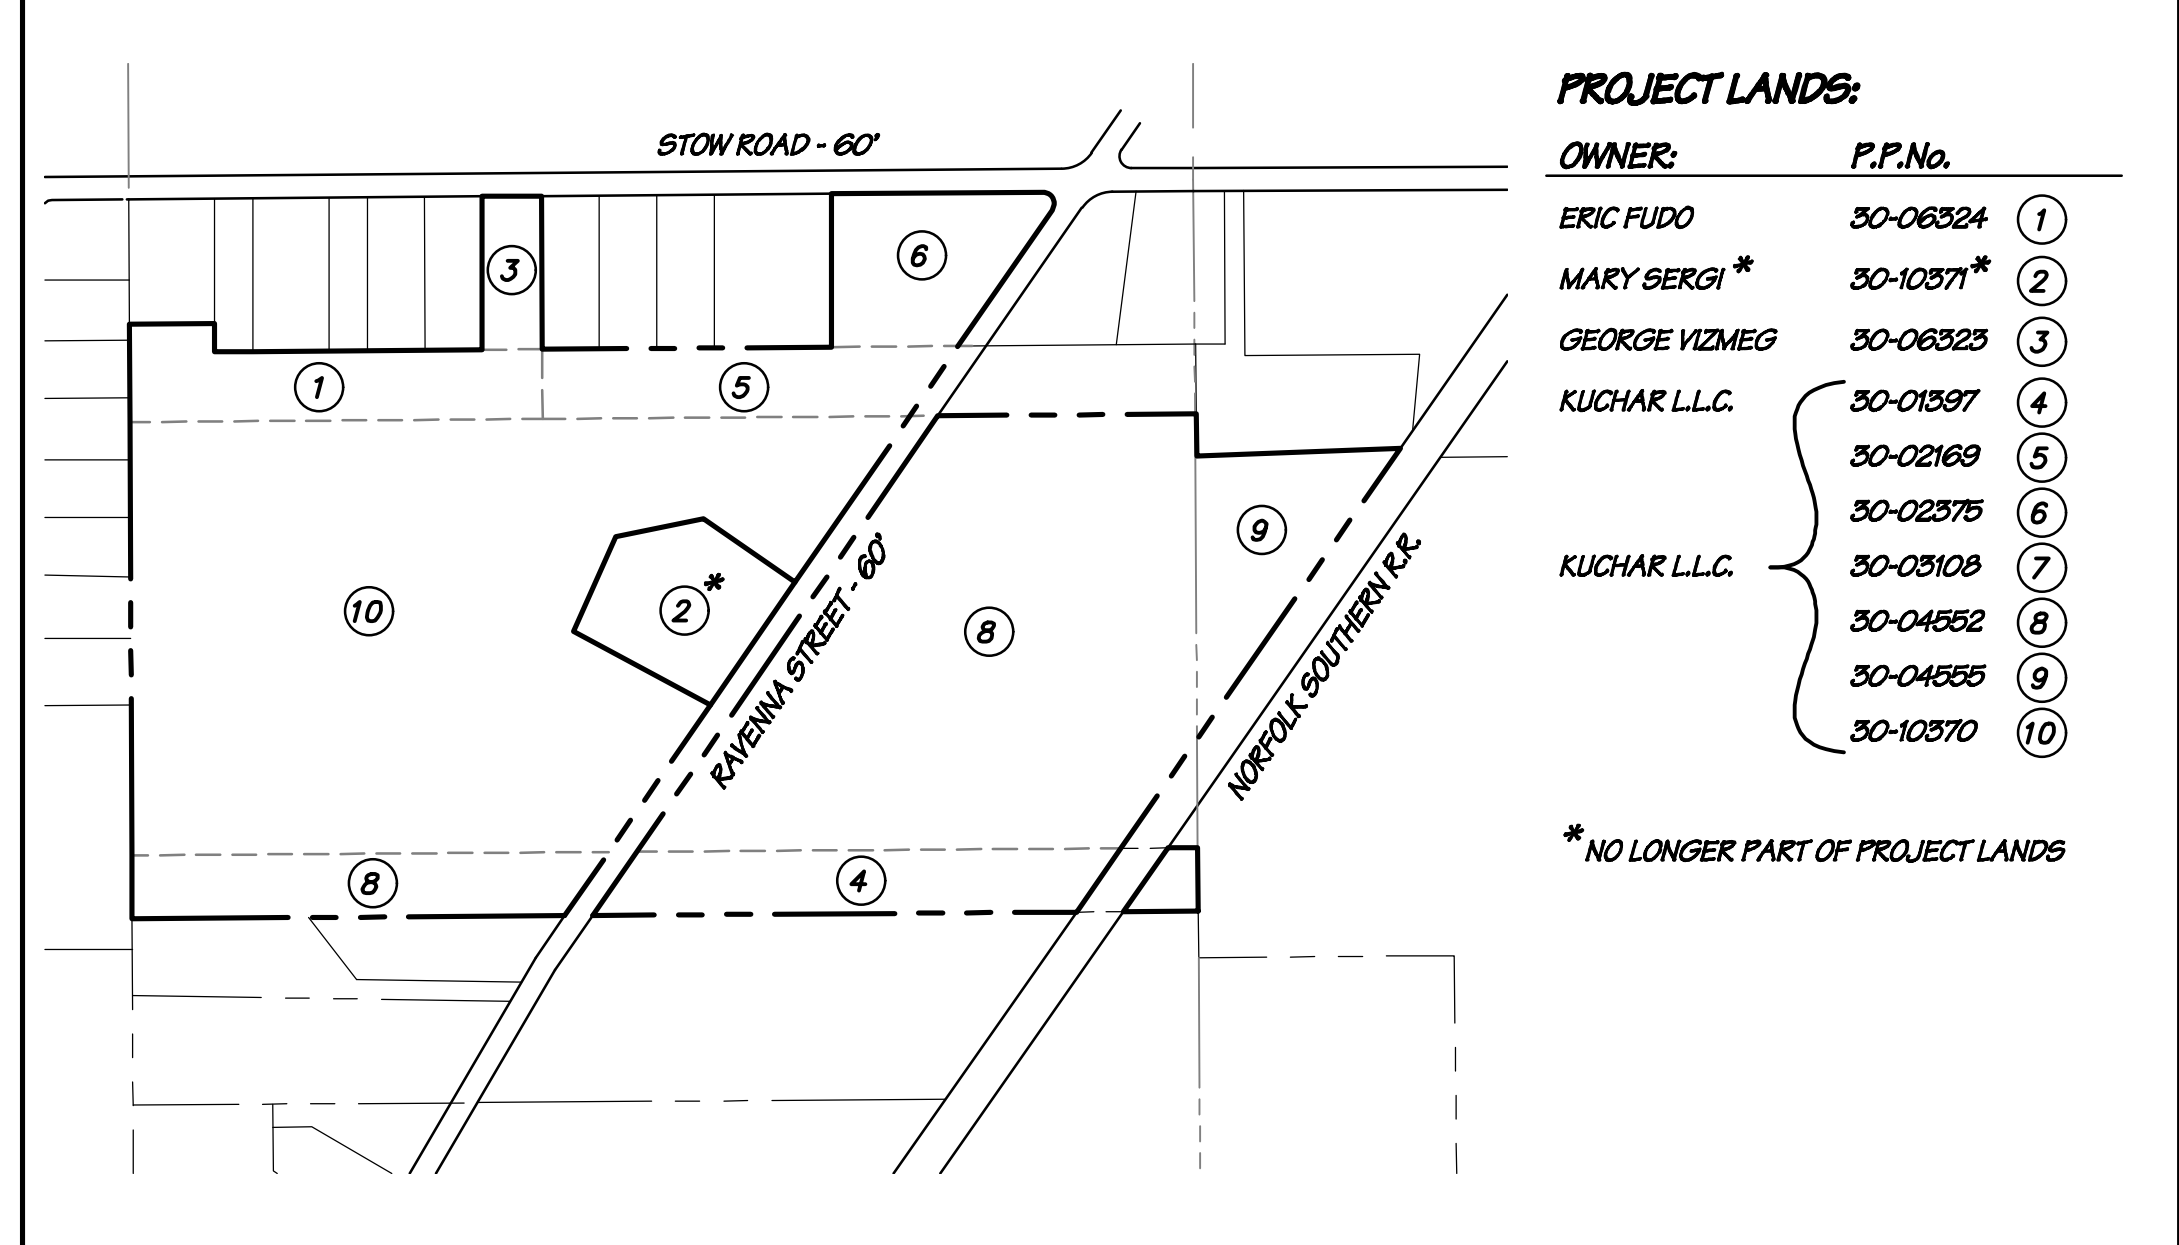 STOW ROAD - 60'
3
6
1
5
10
2*
8
9
RAVENNA STREET - 60'
NORFOLK SOUTHERN R.R.
8
4
PROJECT LANDS:
OWNER: P.P.No.
ERIC FUDO 30-06324 1
MARY SERGI * 30-10371* 2
GEORGE VIZMEG 30-06323 3
KUCHAR L.L.C. 30-01397 4
30-02169 5
30-02375 6
KUCHAR L.L.C. 30-03108 7
30-04552 8
30-04555 9
30-10370 10
* NO LONGER PART OF PROJECT LANDS